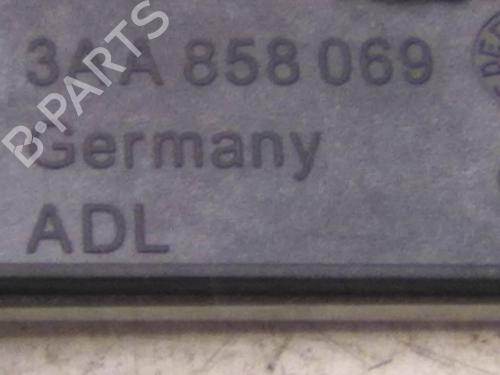 3AA 858 069
B-PARTS
Germany
ADL